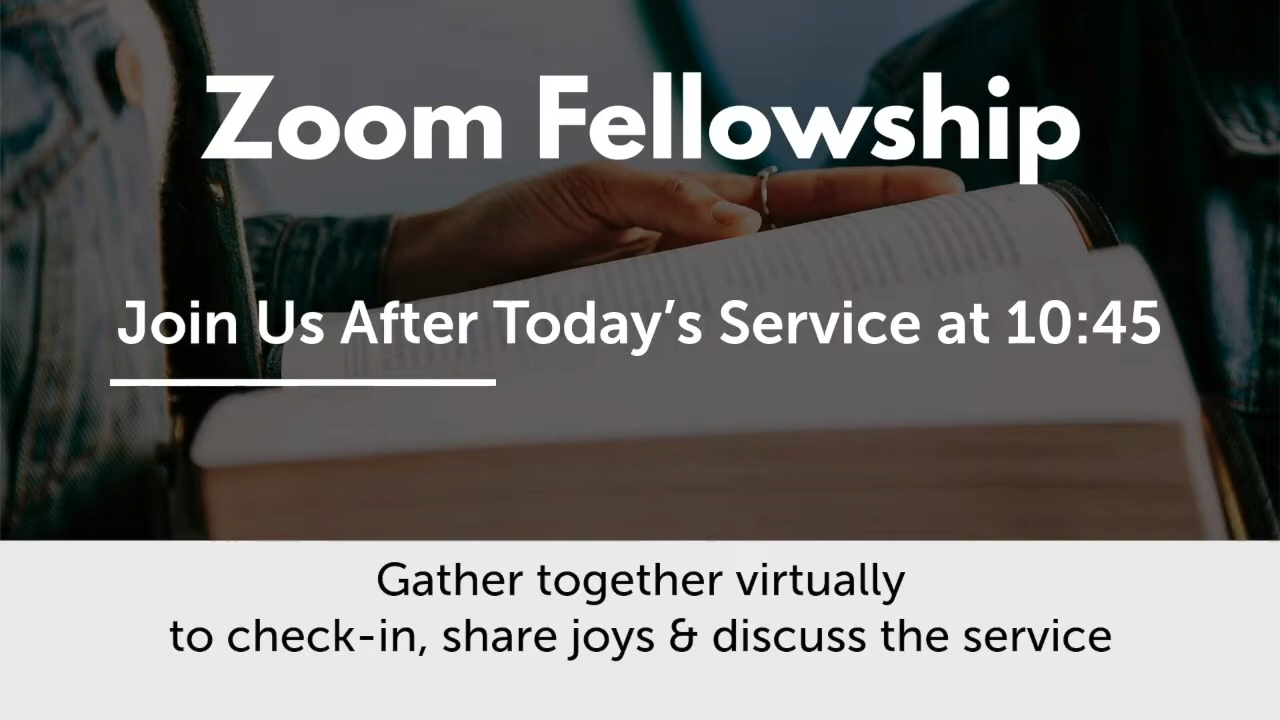 Zoom Fellowship
Join Us After Today’s Service at 10:45
Gather together virtually
to check-in, share joys & discuss the service